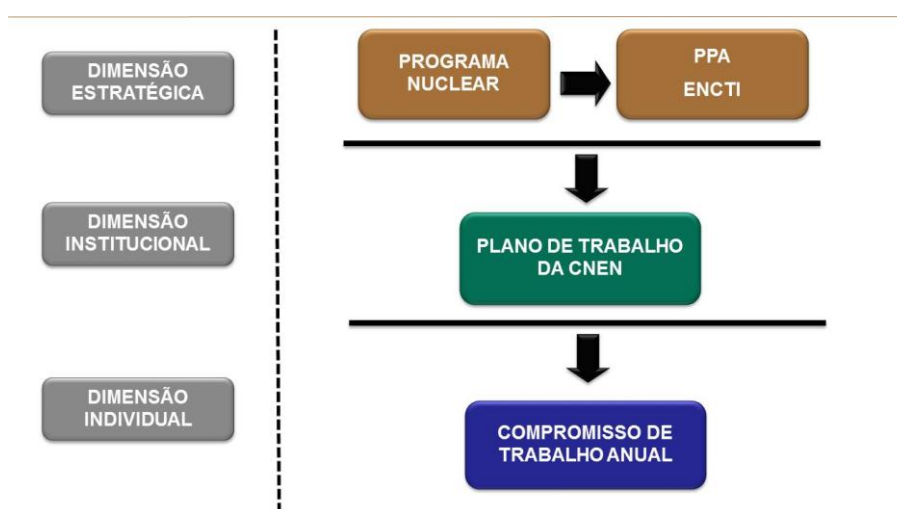 DIMENSÃO
ESTRATÉGICA
PROGRAMA
NUCLEAR
PPA
ENCTI
DIMENSÃO
INSTITUCIONAL
PLANO DE TRABALHO
DA CNEN
DIMENSÃO
INDIVIDUAL
COMPROMISSO DE
TRABALHO ANUAL